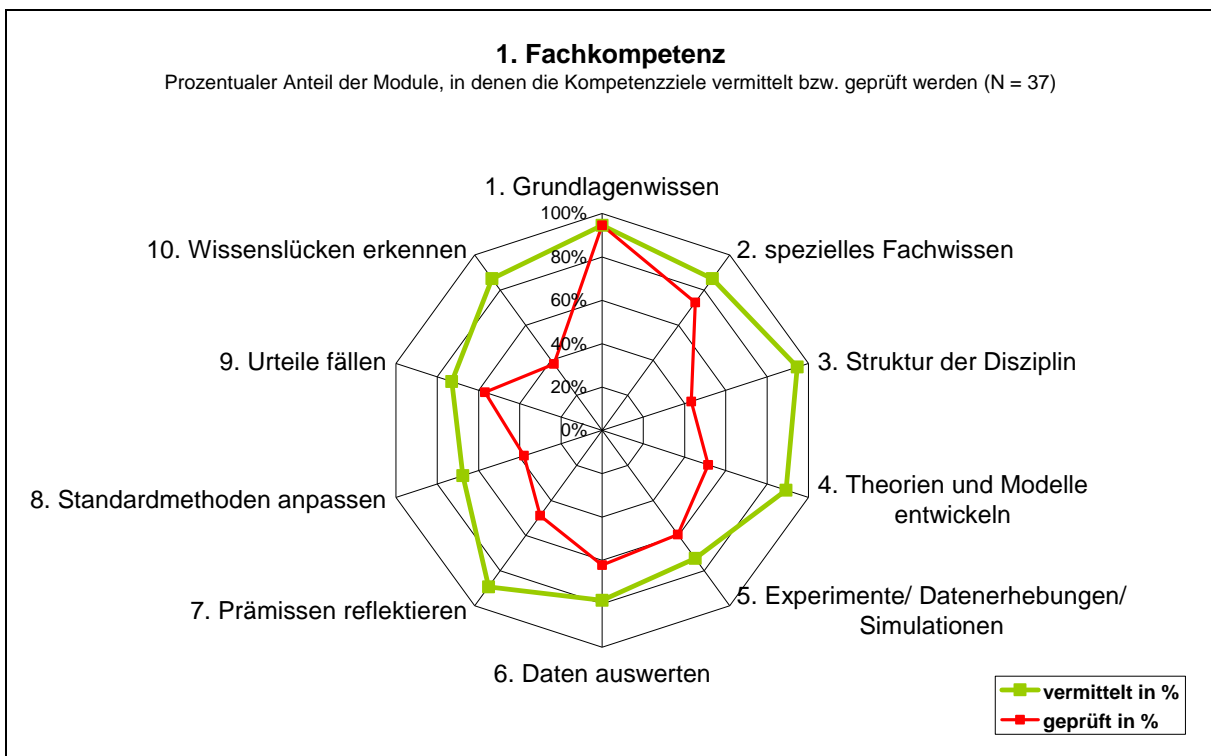 1. Fachkompetenz
Prozentualer Anteil der Module, in denen die Kompetenzziele vermittelt bzw. geprüft werden (N = 37)
1. Grundlagenwissen
100%
10. Wissenslücken erkennen
2. spezielles Fachwissen
80%
60%
9. Urteile fällen
40%
3. Struktur der Disziplin
20%
0%
8. Standardmethoden anpassen
4. Theorien und Modelle
entwickeln
7. Prämissen reflektieren
5. Experimente/ Datenerhebungen/
Simulationen
6. Daten auswerten
vermittelt in %
geprüft in %